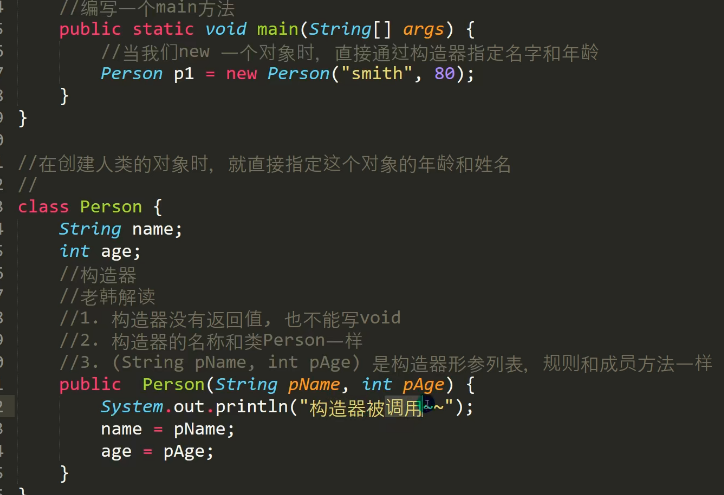 //编写一个main方法
public static void main(String[] args) {
//当我们new 一个对象时，直接通过构造器指定名字和年龄
Person p1 = new Person("smith", 80);
}
}
//在创建人类的对象时，就直接指定这个对象的年龄和姓名
//
class Person {
String name;
int age;
//构造器
//老韩解读
//1. 构造器没有返回值, 也不能写void
//2. 构造器的名称和类Person一样
//3. (String pName, int pAge) 是构造器形参列表，规则和成员方法一样
public  Person(String pName, int pAge) {
System.out.println("构造器被调用~~");
name = pName;
age = pAge;
}
}